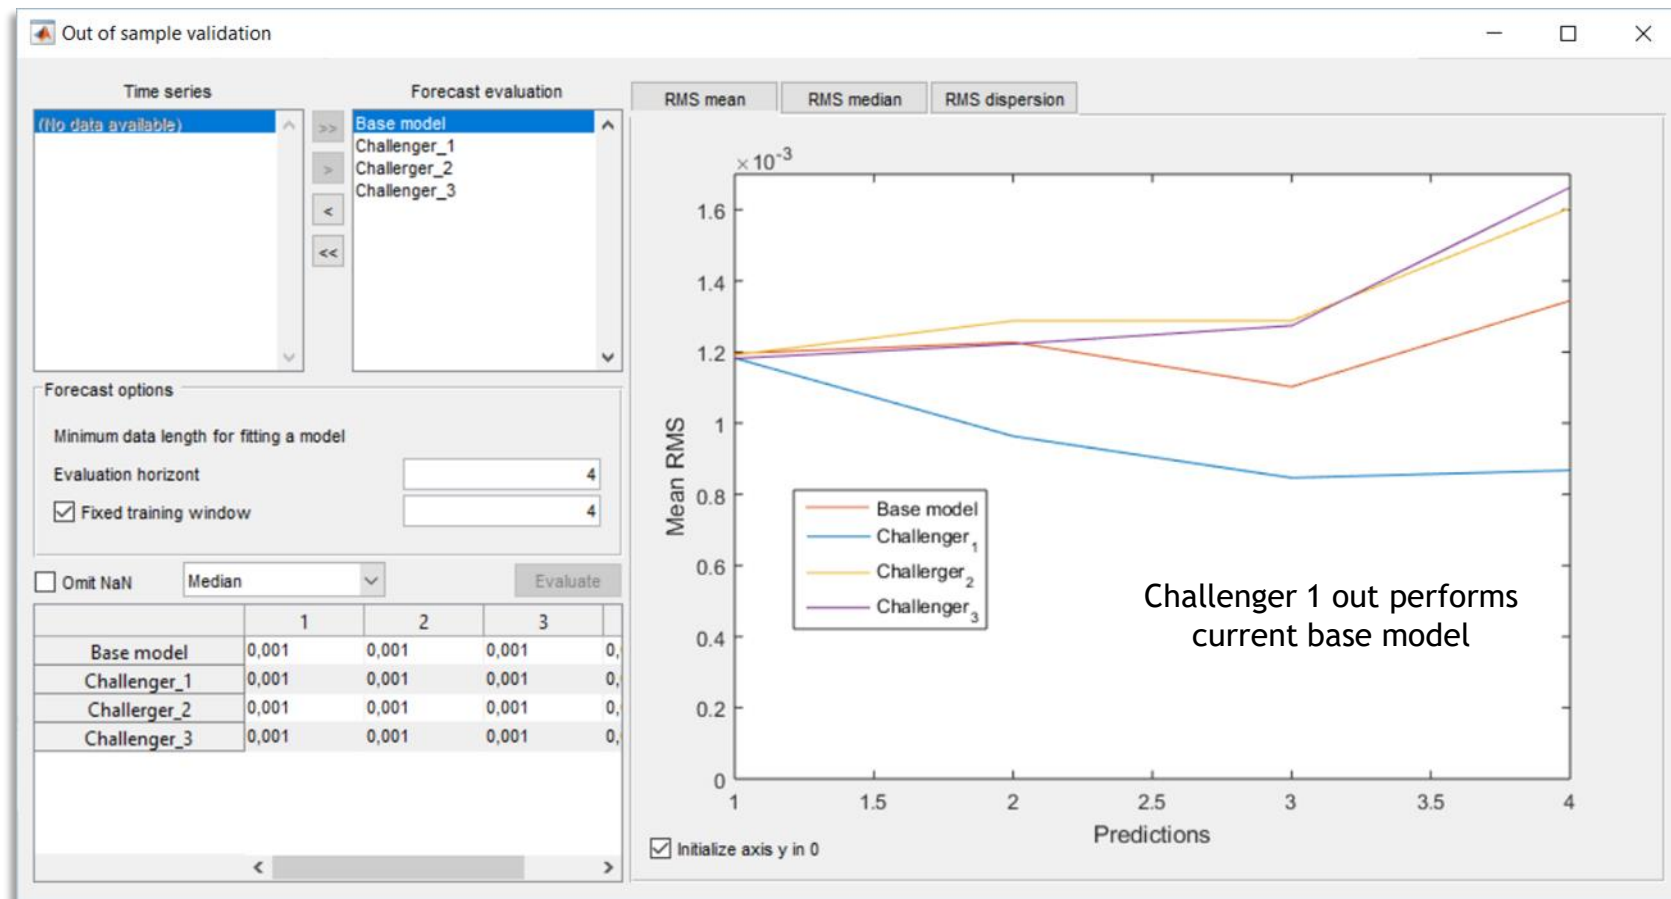 Out of sample validation
Time series
Forecast evaluation
(No data available)
>>
>
<
<<
Base model
Challenger_1
Challerger_2
Challenger_3
Forecast options
Minimum data length for fitting a model
Evaluation horizont
4
Fixed training window
4
Omit NaN
Median
Evaluate
1 2 3
Base model 0,001 0,001 0,001 0,
Challenger_1 0,001 0,001 0,001 0,
Challerger_2 0,001 0,001 0,001 0,
Challenger_3 0,001 0,001 0,001 0,
RMS mean
RMS median
RMS dispersion
×10-3
1.6
1.4
1.2
1
0.8
0.6
0.4
0.2
0
Mean RMS
Base model
Challenger1
Challerger2
Challenger3
Challenger 1 out performs
current base model
1 1.5 2 2.5 3 3.5 4
Predictions
Initialize axis y in 0